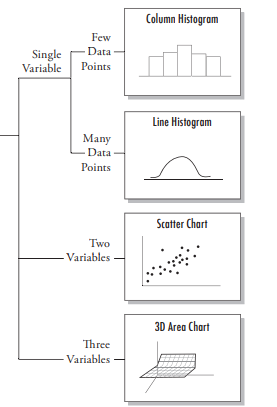 Single
Variable
Few
Data
Points
Column Histogram
Many
Data
Points
Line Histogram
Two
Variables
Scatter Chart
Three
Variables
3D Area Chart